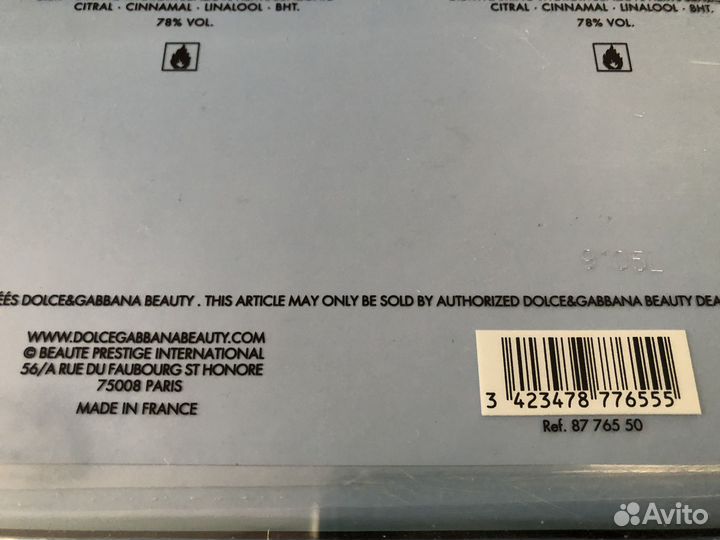 CITRAL · CINNAMAL · LINALOOL · BHT.
78% VOL.
CITRAL · CINNAMAL · LINALOOL · BHT.
78% VOL.
9105L
ÉÉS DOLCE&GABBANA BEAUTY . THIS ARTICLE MAY ONLY BE SOLD BY AUTHORIZED DOLCE&GABBANA BEAUTY DEA
WWW.DOLCEGABBANABEAUTY.COM
© BEAUTE PRESTIGE INTERNATIONAL
56/A RUE DU FAUBOURG ST HONORE
75008 PARIS
MADE IN FRANCE
3 423478 776555
Ref. 87 765 50
Avito